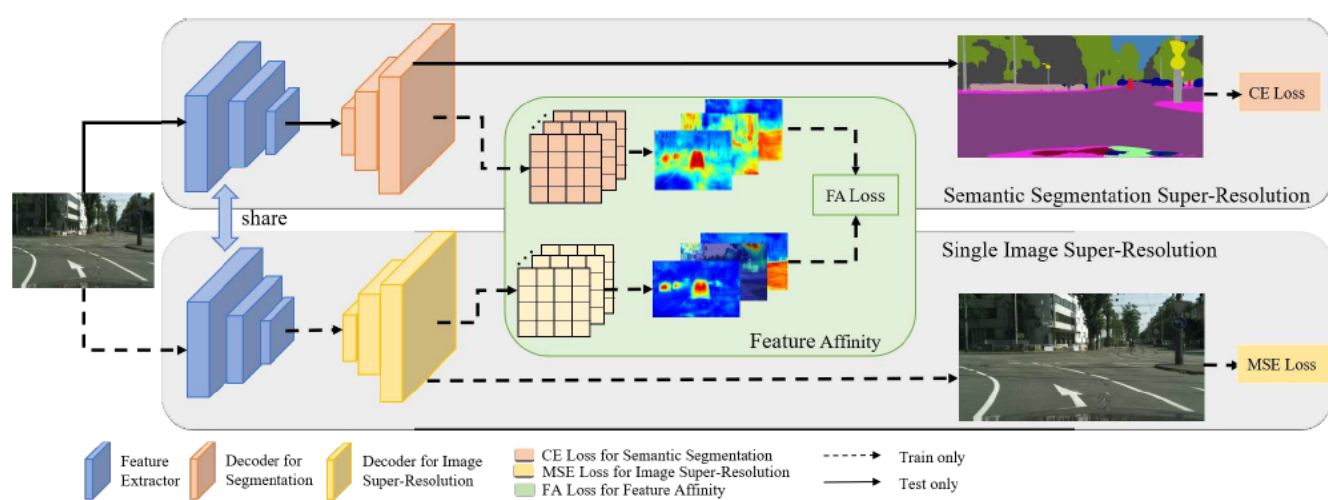 CE Loss
Semantic Segmentation Super-Resolution
FA Loss
share
Single Image Super-Resolution
Feature Affinity
MSE Loss
Feature
Extractor
Decoder for
Segmentation
Decoder for Image
Super-Resolution
CE Loss for Semantic Segmentation
MSE Loss for Image Super-Resolution
FA Loss for Feature Affinity
Train only
Test only